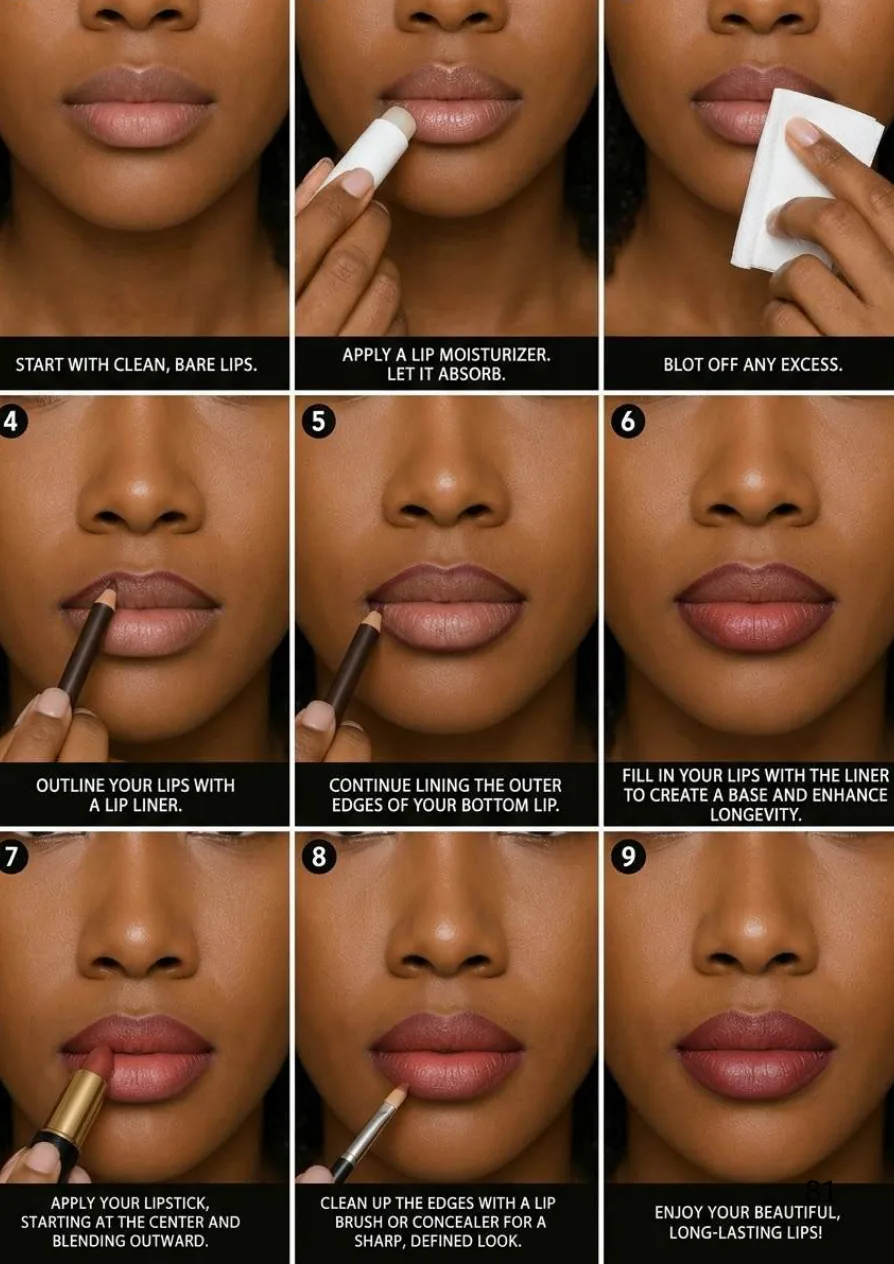 START WITH CLEAN, BARE LIPS.
APPLY A LIP MOISTURIZER.
LET IT ABSORB.
BLOT OFF ANY EXCESS.
4
OUTLINE YOUR LIPS WITH
A LIP LINER.
5
CONTINUE LINING THE OUTER
EDGES OF YOUR BOTTOM LIP.
6
FILL IN YOUR LIPS WITH THE LINER
TO CREATE A BASE AND ENHANCE
LONGEVITY.
7
APPLY YOUR LIPSTICK,
STARTING AT THE CENTER AND
BLENDING OUTWARD.
8
CLEAN UP THE EDGES WITH A LIP
BRUSH OR CONCEALER FOR A
SHARP, DEFINED LOOK.
9
ENJOY YOUR BEAUTIFUL,
LONG-LASTING LIPS!
81